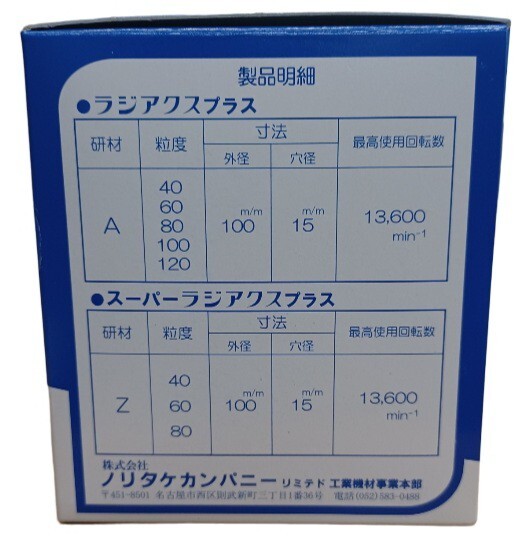 製品明細
●ラジアクスプラス
研材 粒度 寸法 最高使用回転数
外径 穴径
A 40 60 80 100 120 100m/m 15m/m 13,600 min⁻¹
●スーパーラジアクスプラス
研材 粒度 寸法 最高使用回転数
外径 穴径
Z 40 60 80 100m/m 15m/m 13,600 min⁻¹
株式会社
ノリタケカンパニーリミテド 工業機材事業本部
〒451-8501 名古屋市西区則武新町三丁目1番36号 電話(052)583-0488